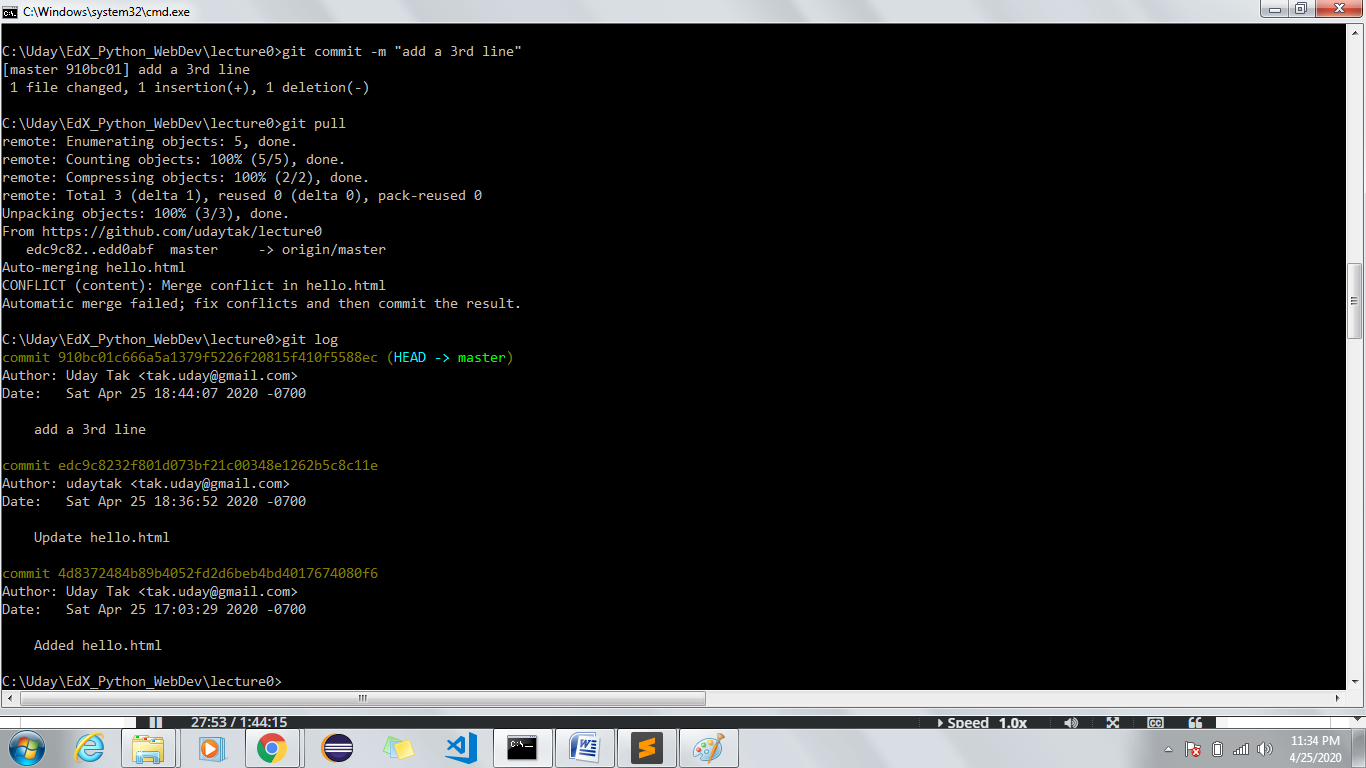 C:\Windows\system32\cmd.exe
C:\Uday\EdX_Python_WebDev\lecture0>git commit -m "add a 3rd line"
[master 910bc01] add a 3rd line
 1 file changed, 1 insertion(+), 1 deletion(-)
C:\Uday\EdX_Python_WebDev\lecture0>git pull
remote: Enumerating objects: 5, done.
remote: Counting objects: 100% (5/5), done.
remote: Compressing objects: 100% (2/2), done.
remote: Total 3 (delta 1), reused 0 (delta 0), pack-reused 0
Unpacking objects: 100% (3/3), done.
From https://github.com/udaytak/lecture0
   edc9c82..edd0abf  master     -> origin/master
Auto-merging hello.html
CONFLICT (content): Merge conflict in hello.html
Automatic merge failed; fix conflicts and then commit the result.
C:\Uday\EdX_Python_WebDev\lecture0>git log
commit 910bc01c666a5a1379f5226f20815f410f5588ec (HEAD -> master)
Author: Uday Tak <tak.uday@gmail.com>
Date:   Sat Apr 25 18:44:07 2020 -0700
    add a 3rd line
commit edc9c8232f801d073bf21c00348e1262b5c8c11e
Author: udaytak <tak.uday@gmail.com>
Date:   Sat Apr 25 18:36:52 2020 -0700
    Update hello.html
commit 4d8372484b89b4052fd2d6beb4bd4017674080f6
Author: Uday Tak <tak.uday@gmail.com>
Date:   Sat Apr 25 17:03:29 2020 -0700
    Added hello.html
C:\Uday\EdX_Python_WebDev\lecture0>
27:53 / 1:44:15
Speed 1.0x
CC
11:34 PM
4/25/2020